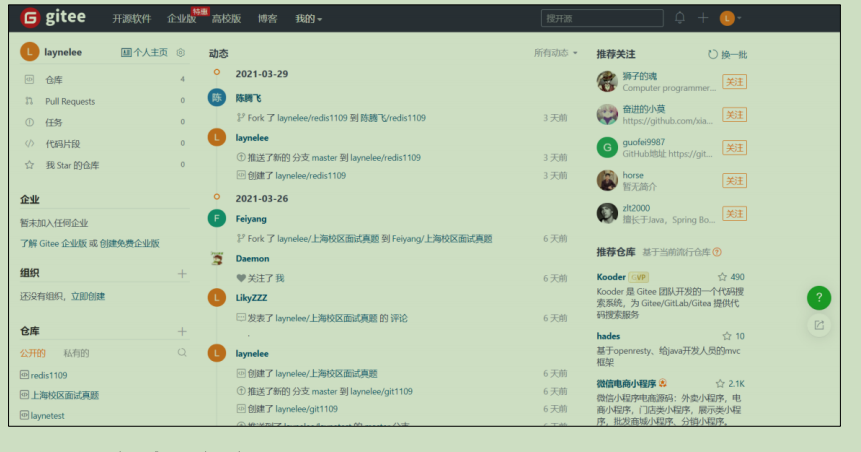 G gitee 开源软件 企业版 特惠 高校版 博客 我的 搜开源 L
L laynelee 个人主页
仓库 4
Pull Requests 0
任务 0
代码片段 0
我 Star 的仓库 0
企业
暂未加入任何企业
了解 Gitee 企业版 或 创建免费企业版
组织
还没有组织，立即创建
仓库
公开的 私有的
redis1109
上海校区面试真题
laynetest
动态 所有动态
2021-03-29
陈 陈腾飞
Fork 了 laynelee/redis1109 到 陈腾飞/redis1109 3 天前
L laynelee
推送了新的 分支 master 到 laynelee/redis1109 3 天前
创建了 laynelee/redis1109 3 天前
2021-03-26
F Feiyang
Fork 了 laynelee/上海校区面试真题 到 Feiyang/上海校区面试真题 6 天前
Daemon
关注了 我 6 天前
L LikyZZZ
发表了 laynelee/上海校区面试真题 的 评论 6 天前
.
L laynelee
创建了 laynelee/上海校区面试真题 6 天前
推送了新的 分支 master 到 laynelee/git1109 6 天前
创建了 laynelee/git1109 6 天前
推荐关注 换一批
狮子的魂 关注
Computer programmer...
奋进的小英 关注
https://github.com/xia...
G guofei9987 关注
GitHub地址: https://git...
horse 关注
暂无简介
zlt2000 关注
擅长于Java，Spring Bo...
推荐仓库 基于当前流行仓库
Kooder GVP 490
Kooder 是 Gitee 团队开发的一个代码搜
索系统，为 Gitee/GitLab/Gitea 提供代
码搜索服务
hades 10
基于openresty、给java开发人员的mvc
框架
微信电商小程序 2.1K
微信小程序电商源码：外卖小程序，电
商小程序，门店类小程序，展示类小程
序，批发商城小程序，分销小程序。
?